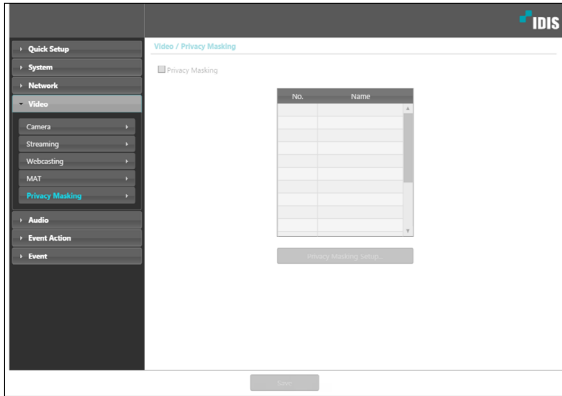 IDIS
Quick Setup
System
Network
Video
Camera
Streaming
Webcasting
MAT
Privacy Masking
Audio
Event Action
Event
Video / Privacy Masking
Privacy Masking
No. Name
Privacy Masking Setup...
Save